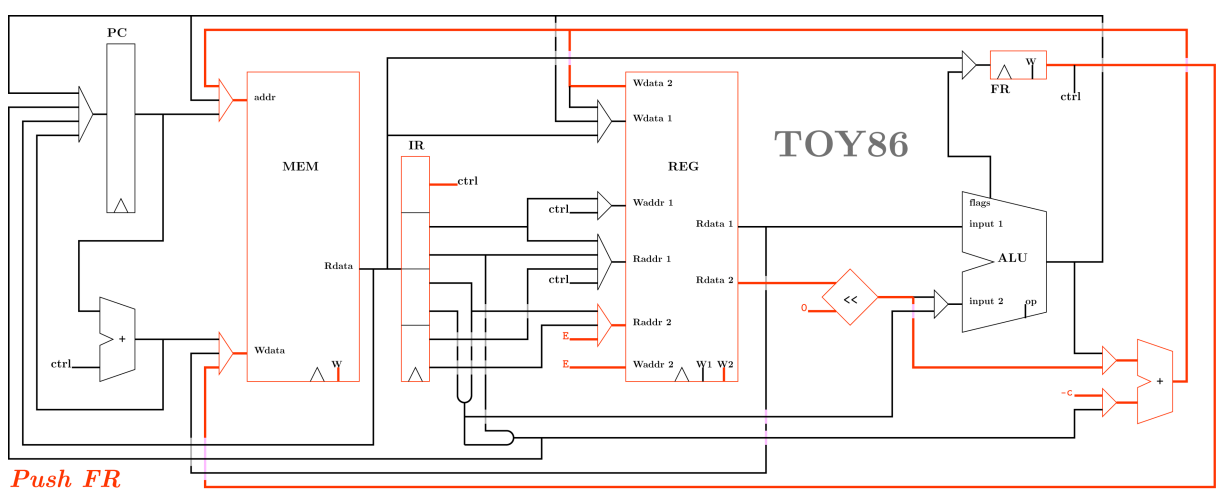 PC
addr
MEM
Rdata
Wdata
W
+
ctrl
IR
ctrl
ctrl
ctrl
E
E
Wdata 2
Wdata 1
REG
Waddr 1
Rdata 1
Raddr 1
Rdata 2
Raddr 2
Waddr 2
W1
W2
TOY86
FR
W
ctrl
flags
input 1
ALU
input 2
op
<<
0
-c
+
Push FR